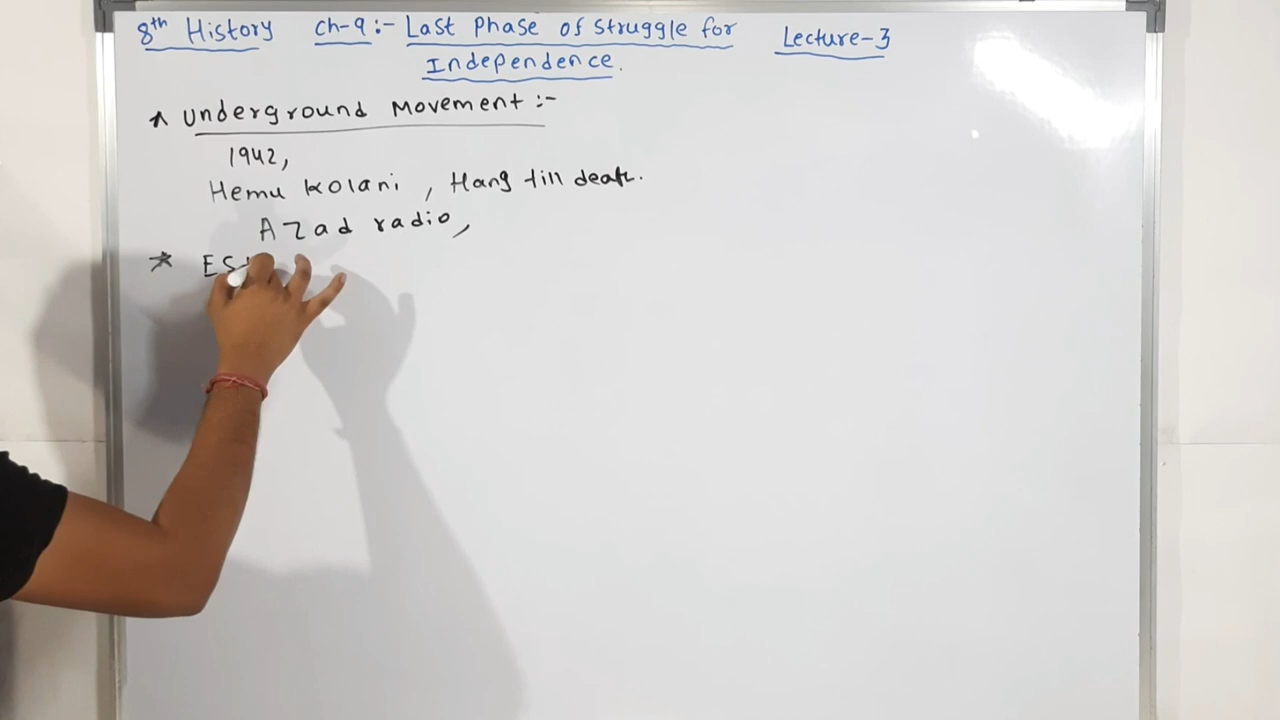 8th History ch-9:- Last Phase of struggle for Independence. Lecture-3
* Underground Movement :-
1942,
Hemu Kolani, Hang till death.
Azad radio,
*